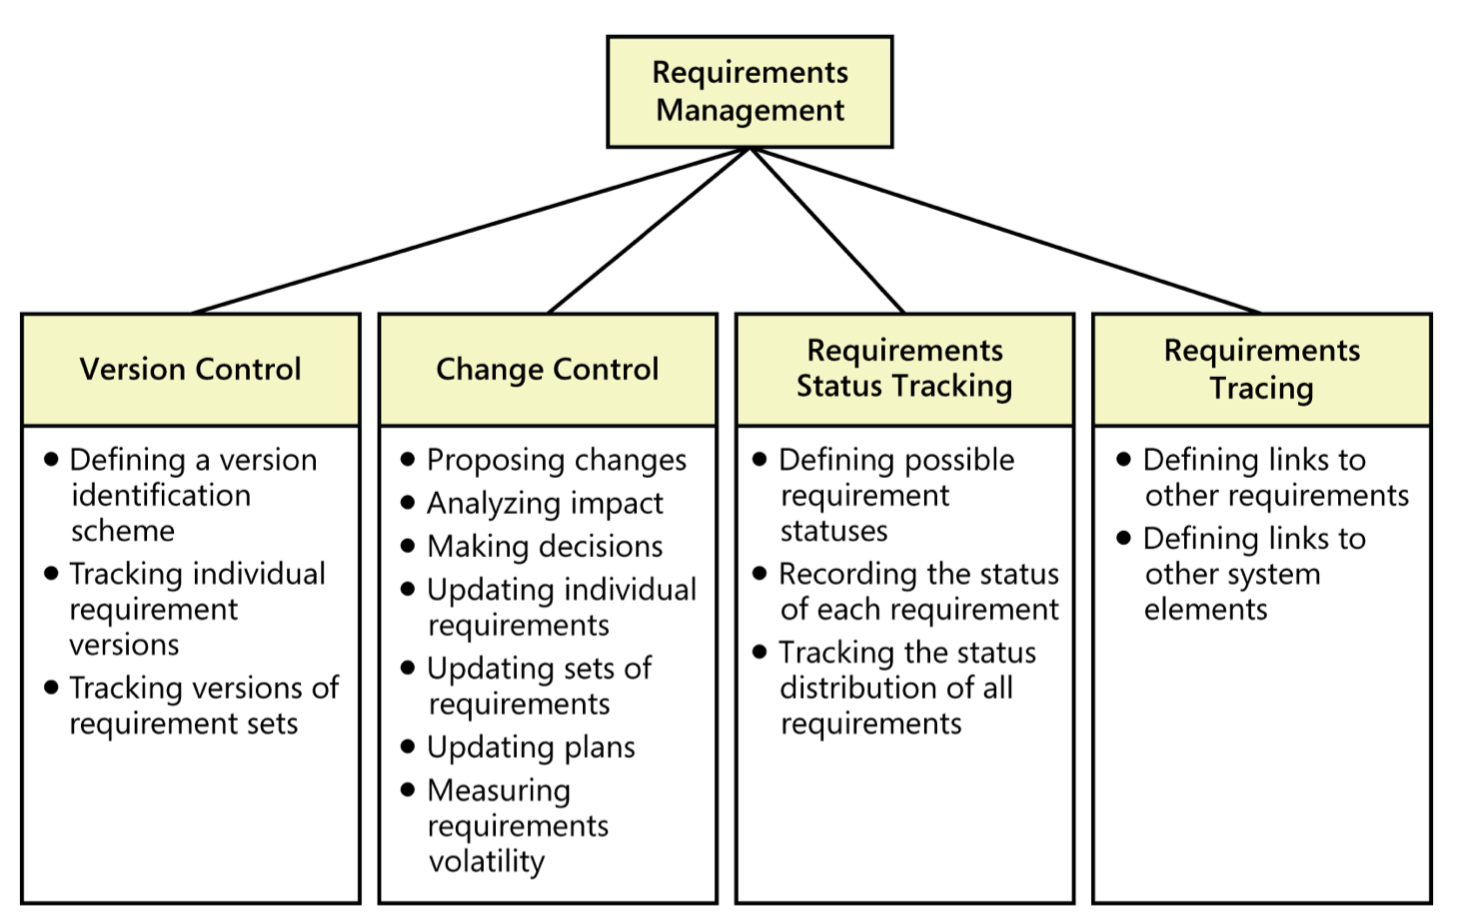 Requirements
Management
Version Control
• Defining a version
identification
scheme
• Tracking individual
requirement
versions
• Tracking versions of
requirement sets
Change Control
• Proposing changes
• Analyzing impact
• Making decisions
• Updating individual
requirements
• Updating sets of
requirements
• Updating plans
• Measuring
requirements
volatility
Requirements
Status Tracking
• Defining possible
requirement
statuses
• Recording the status
of each requirement
• Tracking the status
distribution of all
requirements
Requirements
Tracing
• Defining links to
other requirements
• Defining links to
other system
elements